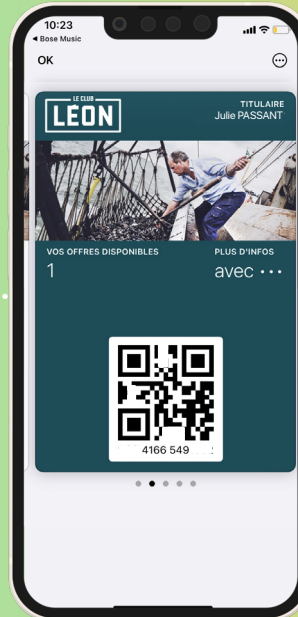 10:23
◀ Bose Music
OK
LE CLUB
LÉON
TITULAIRE
Julie PASSANT
VOS OFFRES DISPONIBLES
1
PLUS D'INFOS
avec •••
4166 549